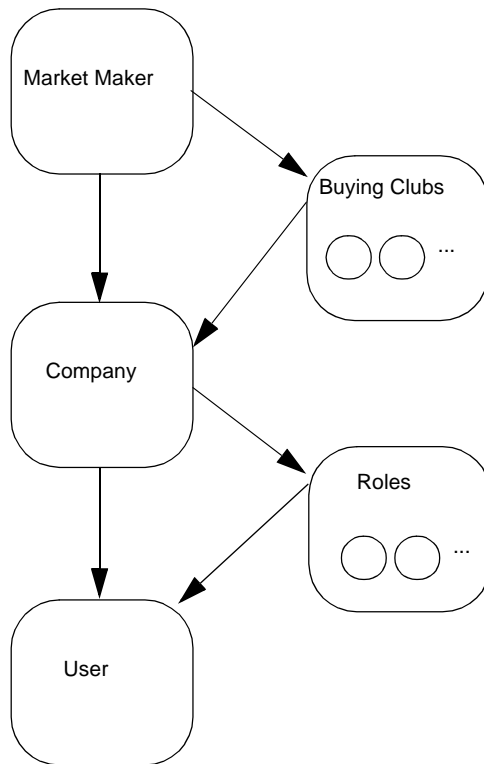 Market Maker
Buying Clubs
...
Company
Roles
...
User